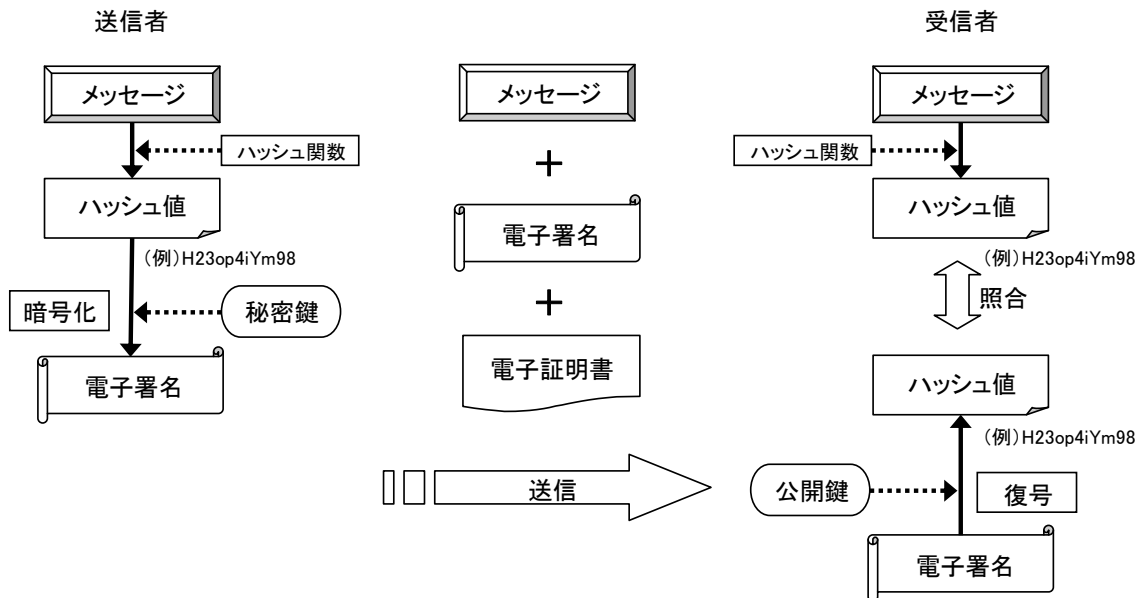 送信者
メッセージ
ハッシュ関数
ハッシュ値
(例)H23op4iYm98
暗号化
秘密鍵
電子署名
メッセージ
+
電子署名
+
電子証明書
送信
受信者
メッセージ
ハッシュ関数
ハッシュ値
(例)H23op4iYm98
照合
ハッシュ値
(例)H23op4iYm98
公開鍵
復号
電子署名